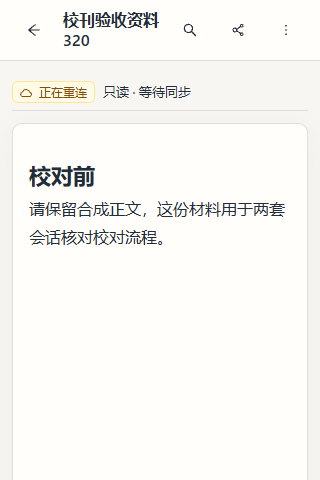 校刊验收资料
320
正在重连 只读 · 等待同步
校对前
请保留合成正文，这份材料用于两套
会话核对校对流程。